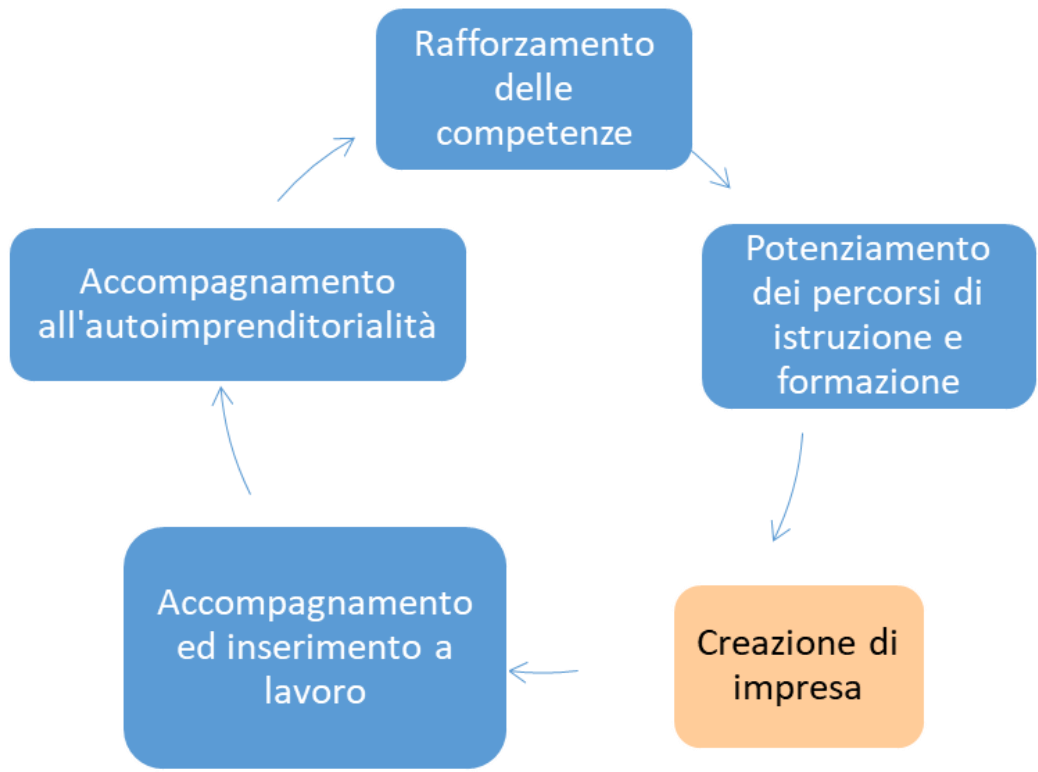 Rafforzamento
delle
competenze
Potenziamento
dei percorsi di
istruzione e
formazione
Creazione di
impresa
Accompagnamento
ed inserimento a
lavoro
Accompagnamento
all'autoimprenditorialità